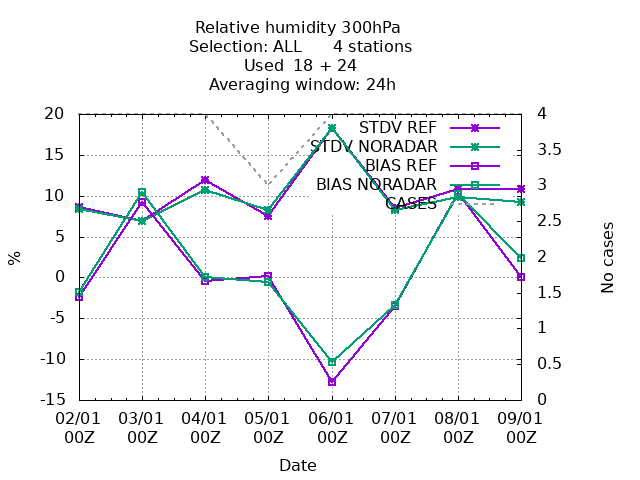 Relative humidity 300hPa
Selection: ALL 4 stations
Used 18 + 24
Averaging window: 24h
20
15
10
5
0
-5
-10
-15
%
4
3.5
3
2.5
2
1.5
1
0.5
0
No cases
STDV REF
STDV NORADAR
BIAS REF
BIAS NORADAR
CASES
02/01 03/01 04/01 05/01 06/01 07/01 08/01 09/01
00Z 00Z 00Z 00Z 00Z 00Z 00Z 00Z
Date